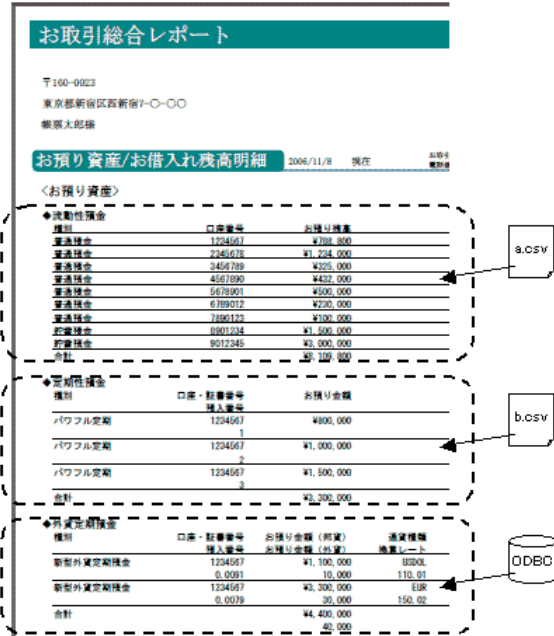 お取引総合レポート
〒160-0023
東京都新宿区西新宿7-〇-〇〇
帳票太郎様
お預り資産/お借入れ残高明細 2006/11/8 現在
<お預り資産>
◆流動性預金
種別 口座番号 お預り残高
普通預金 1234567 ¥788,800
普通預金 2345678 ¥1,234,000
普通預金 3456789 ¥325,000
普通預金 4567890 ¥432,000
普通預金 5678901 ¥500,000
普通預金 6789012 ¥230,000
普通預金 7890123 ¥100,000
貯蓄預金 8901234 ¥1,500,000
貯蓄預金 9012345 ¥3,000,000
合計 ¥8,109,800
a.csv
◆定期性預金
種別 口座・証書番号 お預り金額
預入番号
パワフル定期 1234567 ¥800,000
1
パワフル定期 1234567 ¥1,000,000
2
パワフル定期 1234567 ¥1,500,000
3
合計 ¥3,300,000
b.csv
◆外貨定期預金
種別 口座・証書番号 お預り金額（邦貨） 通貨種類
預入番号 お預り金額（外貨） 換算レート
新型外貨定期預金 1234567 ¥1,100,000 USDOL
0.0091 10,000 110.01
新型外貨定期預金 1234567 ¥3,300,000 EUR
0.0079 30,000 150.02
合計 ¥4,400,000
40,000
ODBC